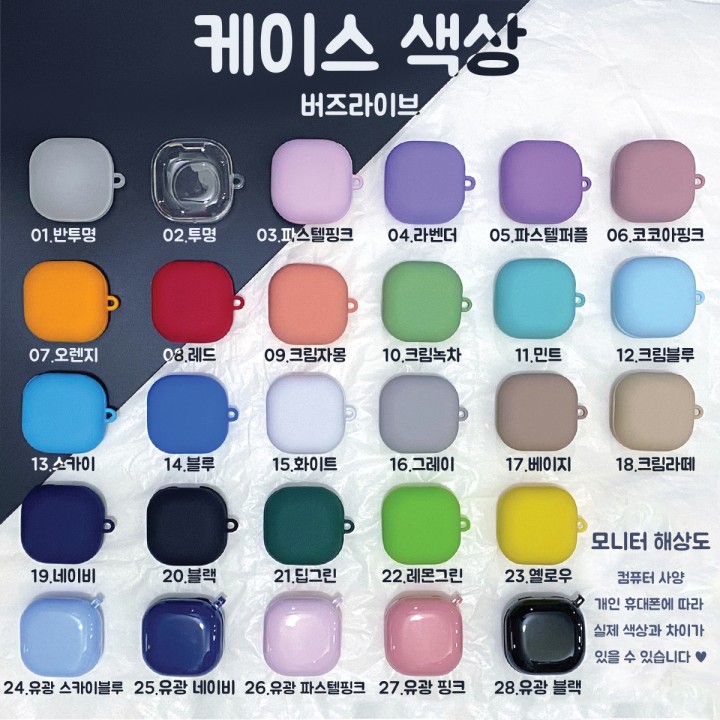 케이스 색상
버즈라이브
01.반투명
02.투명
03.파스텔핑크
04.라벤더
05.파스텔퍼플
06.코코아핑크
07.오렌지
08.레드
09.크림자몽
10.크림녹차
11.민트
12.크림블루
13.스카이
14.블루
15.화이트
16.그레이
17.베이지
18.크림라떼
19.네이비
20.블랙
21.딥그린
22.레몬그린
23.옐로우
모니터 해상도
컴퓨터 사양
개인 휴대폰에 따라
실제 색상과 차이가
있을 수 있습니다 ♥
24.유광 스카이블루
25.유광 네이비
26.유광 파스텔핑크
27.유광 핑크
28.유광 블랙